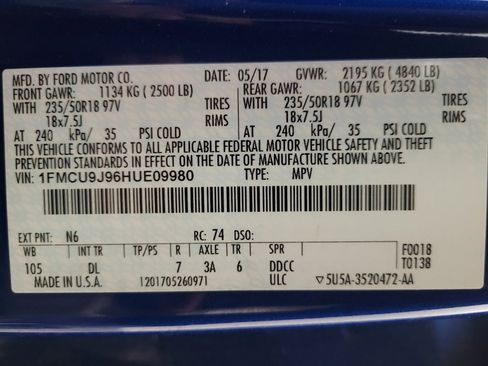 MFD. BY FORD MOTOR CO. DATE: 05/17 GVWR: 2195 KG ( 4840 LB)
FRONT GAWR: 1134 KG ( 2500 LB) REAR GAWR: 1067 KG ( 2352 LB)
WITH 235/50R18 97V TIRES WITH 235/50R18 97V TIRES
18x7.5J RIMS 18x7.5J RIMS
AT 240 kPa/ 35 PSI COLD AT 240 kPa/ 35 PSI COLD
THIS VEHICLE CONFORMS TO ALL APPLICABLE FEDERAL MOTOR VEHICLE SAFETY AND
THEFT PREVENTION STANDARDS IN EFFECT ON THE DATE OF MANUFACTURE SHOWN ABOVE.
VIN: 1FMCU9J96HUE09980 TYPE: MPV
EXT PNT: N6 RC: 74 DSO:
WB INT TR TP/PS R AXLE TR SPR F0018
105 DL 7 3A 6 DDCC T0138
MADE IN U.S.A. 1201705260971 ULC ▽5U5A-3520472-AA